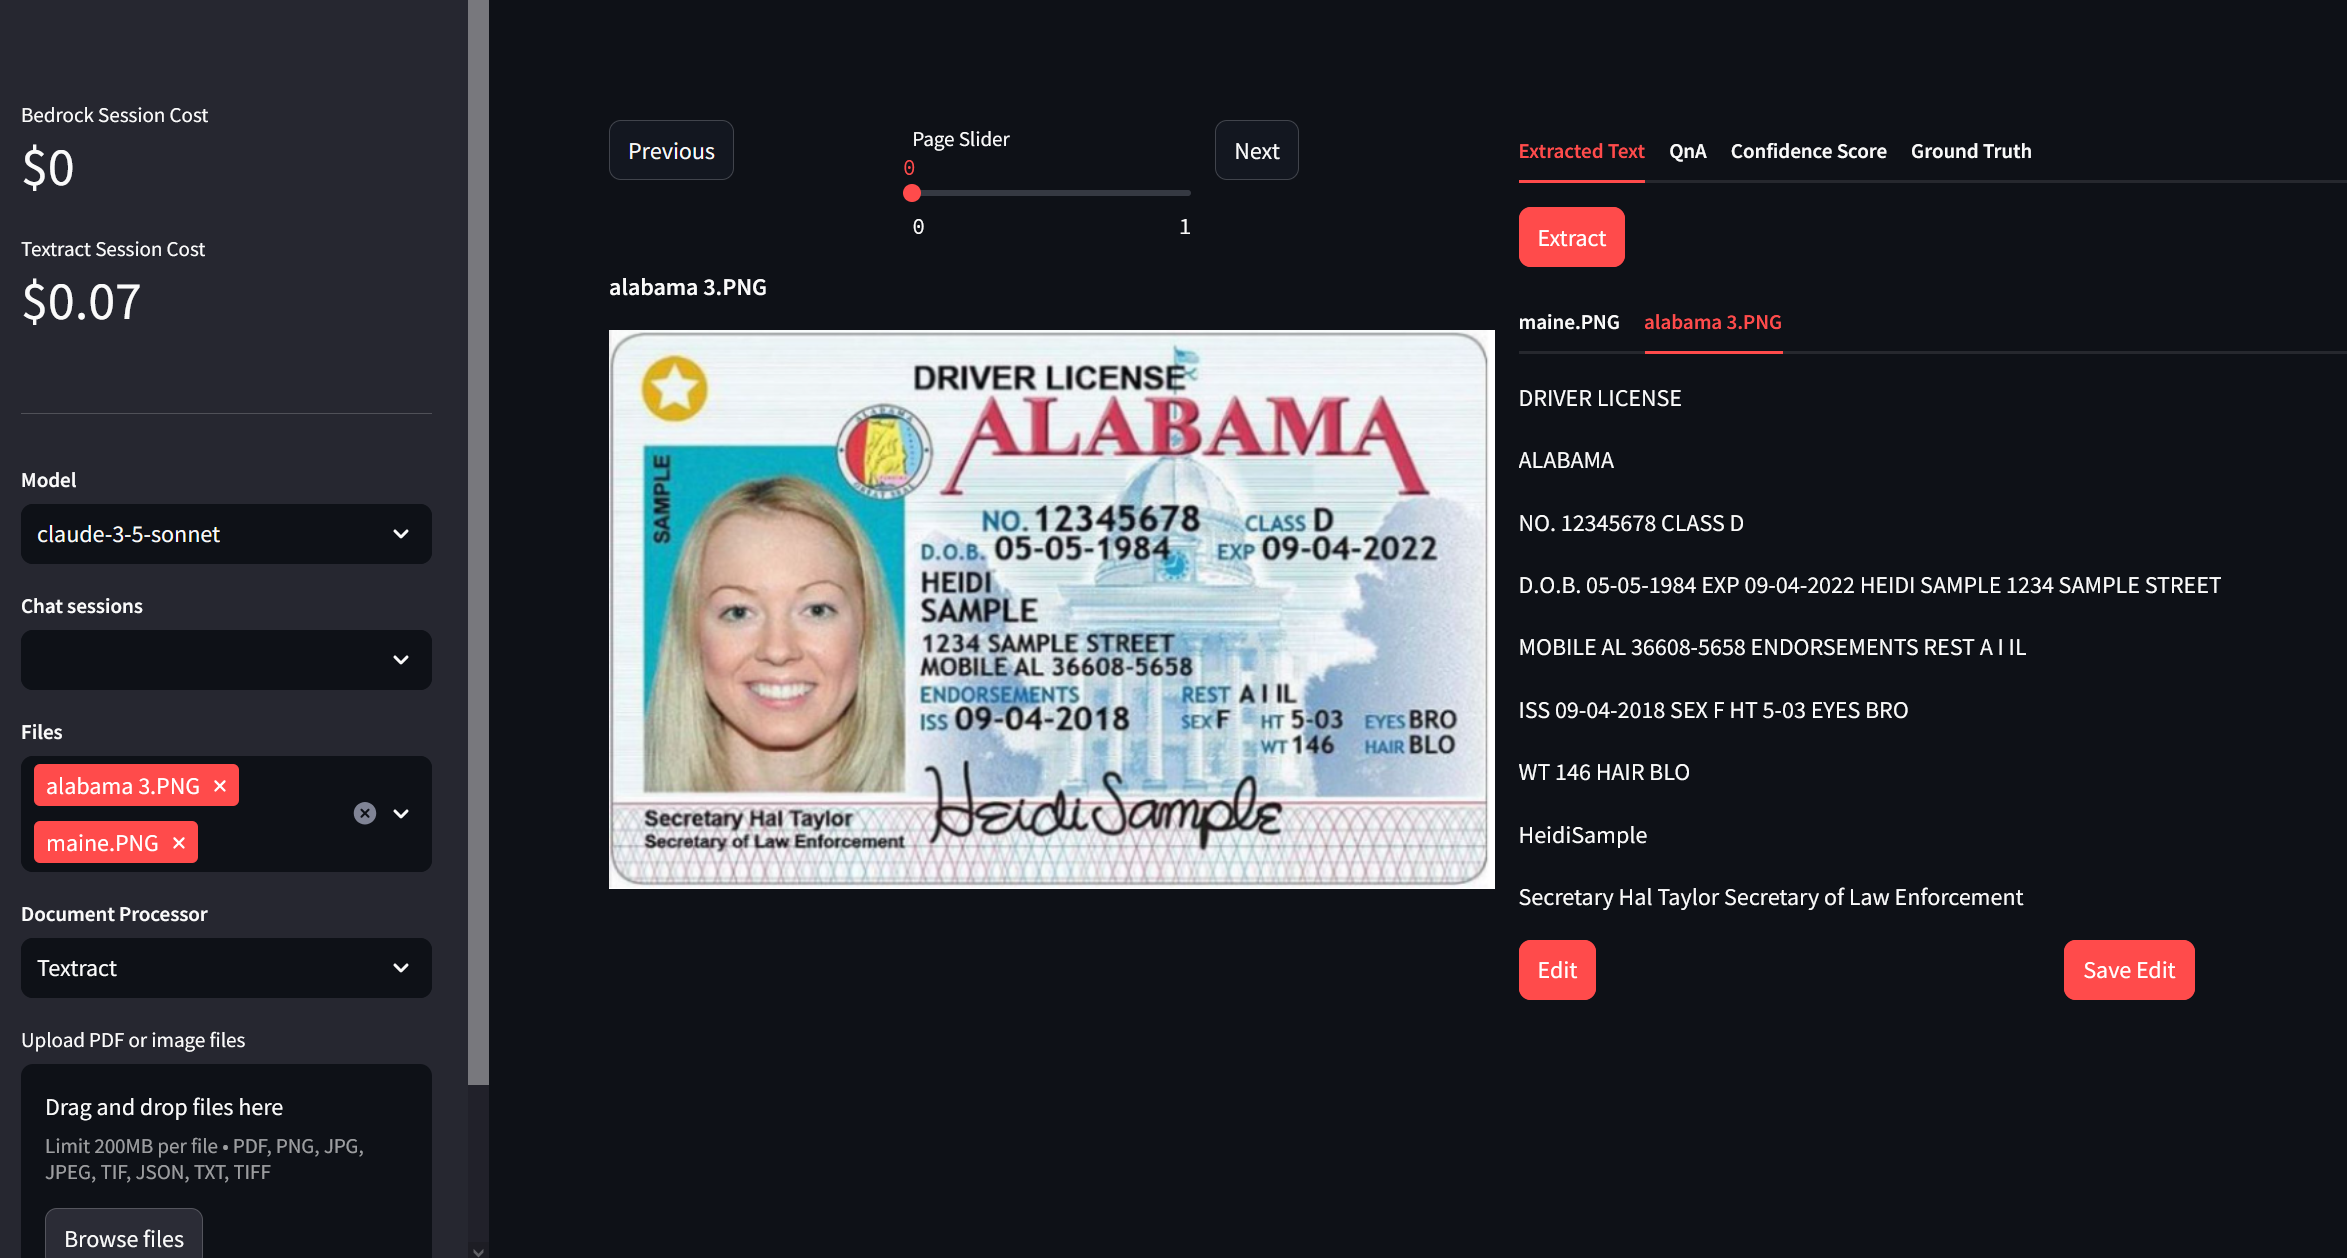 Bedrock Session Cost
$0
Textract Session Cost
$0.07
Model
claude-3-5-sonnet
Chat sessions
Files
alabama 3.PNG
maine.PNG
Document Processor
Textract
Upload PDF or image files
Drag and drop files here
Limit 200MB per file • PDF, PNG, JPG,
JPEG, TIF, JSON, TXT, TIFF
Browse files
Previous
Page Slider
0
0 1
Next
alabama 3.PNG
DRIVER LICENSE
ALABAMA
SAMPLE
NO. 12345678 CLASS D
D.O.B. 05-05-1984 EXP 09-04-2022
HEIDI
SAMPLE
1234 SAMPLE STREET
MOBILE AL 36608-5658
ENDORSEMENTS REST A I IL
ISS 09-04-2018 SEX F HT 5-03 EYES BRO
WT 146 HAIR BLO
Heidi Sample
Secretary Hal Taylor
Secretary of Law Enforcement
Extracted Text QnA Confidence Score Ground Truth
Extract
maine.PNG alabama 3.PNG
DRIVER LICENSE
ALABAMA
NO. 12345678 CLASS D
D.O.B. 05-05-1984 EXP 09-04-2022 HEIDI SAMPLE 1234 SAMPLE STREET
MOBILE AL 36608-5658 ENDORSEMENTS REST A I IL
ISS 09-04-2018 SEX F HT 5-03 EYES BRO
WT 146 HAIR BLO
HeidiSample
Secretary Hal Taylor Secretary of Law Enforcement
Edit Save Edit